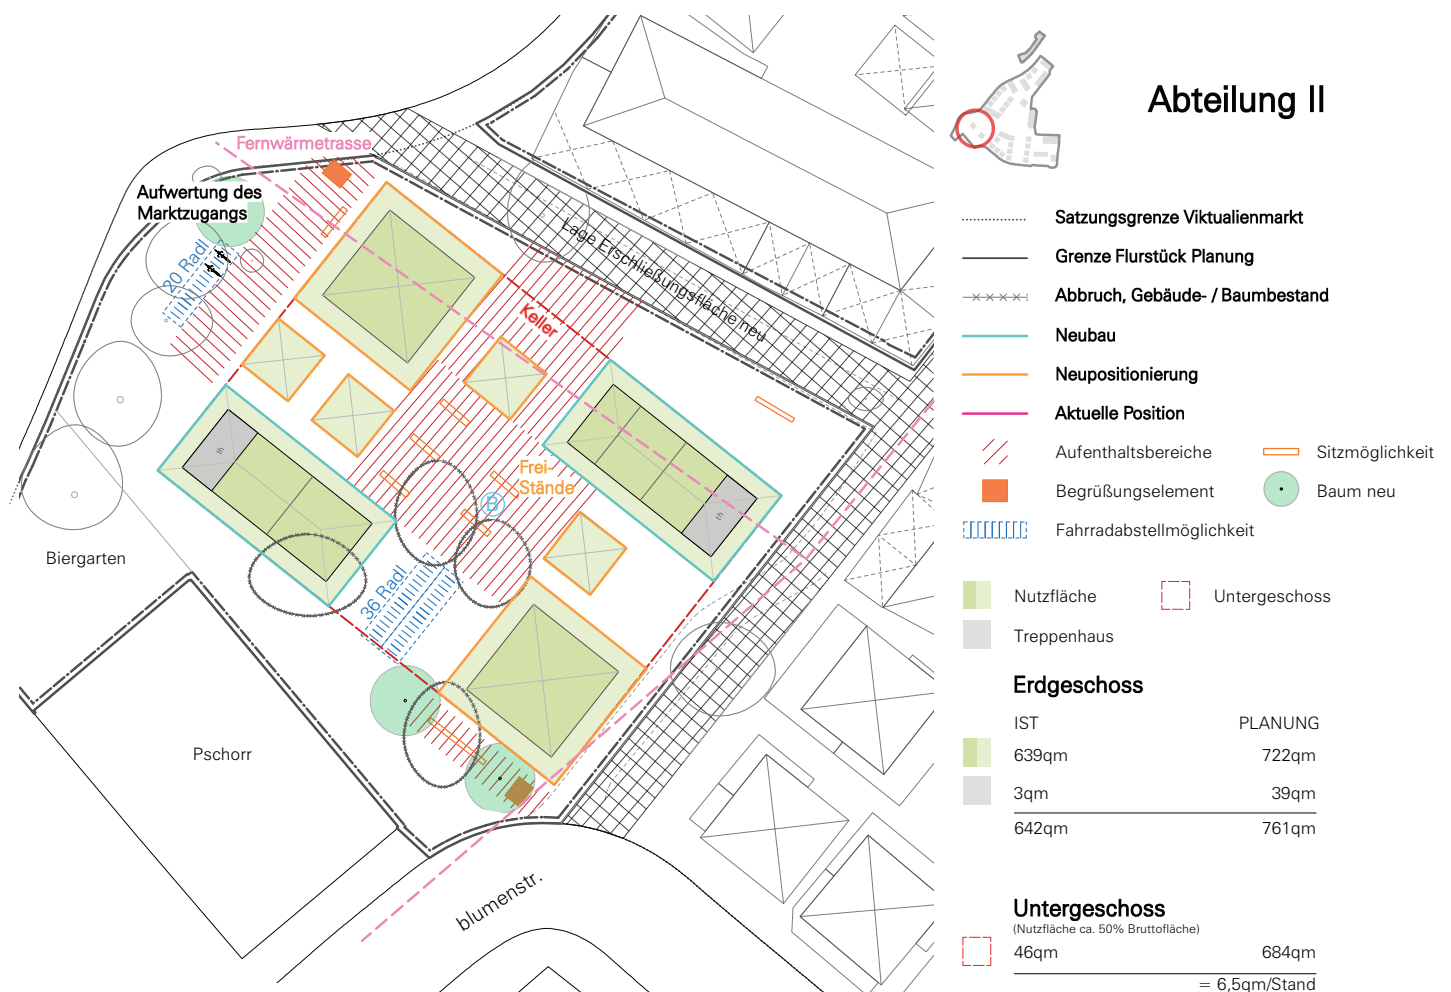 Abteilung II
Fernwärmetrasse
Aufwertung des
Marktzugangs
20 Radl
Lage Erschließungsfläche neu
Keller
th
Frei-
Stände
B
th
36 Radl
Biergarten
Pschorr
blumenstr.
Satzungsgrenze Viktualienmarkt
Grenze Flurstück Planung
Abbruch, Gebäude- / Baumbestand
Neubau
Neupositionierung
Aktuelle Position
Aufenthaltsbereiche
Sitzmöglichkeit
Begrüßungselement
Baum neu
Fahrradabstellmöglichkeit
Nutzfläche
Untergeschoss
Treppenhaus
Erdgeschoss
IST PLANUNG
639qm 722qm
3qm 39qm
642qm 761qm
Untergeschoss
(Nutzfläche ca. 50% Bruttofläche)
46qm 684qm
= 6,5qm/Stand